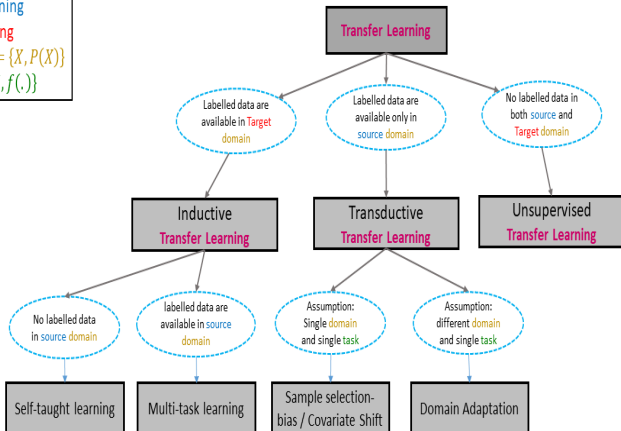 ning
ng
= {X, P(X)}
, f(.)}
Transfer Learning
Labelled data are
available in Target
domain
Labelled data are
available only in
source domain
No labelled data in
both source and
Target domain
Inductive
Transfer Learning
Transductive
Transfer Learning
Unsupervised
Transfer Learning
No labelled data
in source domain
labelled data are
available in source
domain
Assumption:
Single domain
and single task
Assumption:
different domain
and single task
Self-taught learning
Multi-task learning
Sample selection-
bias / Covariate Shift
Domain Adaptation